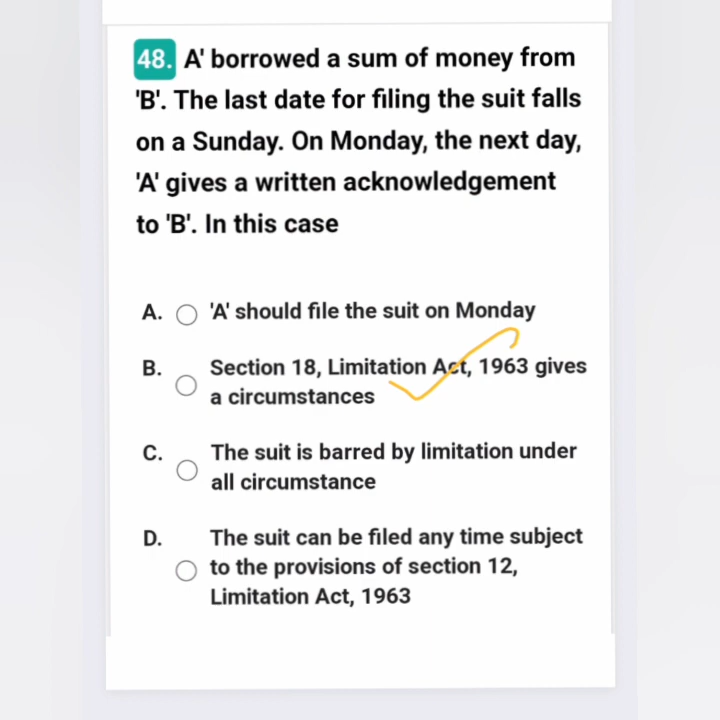 48. A' borrowed a sum of money from
'B'. The last date for filing the suit falls
on a Sunday. On Monday, the next day,
'A' gives a written acknowledgement
to 'B'. In this case
A. 'A' should file the suit on Monday
B. Section 18, Limitation Act, 1963 gives
a circumstances
C. The suit is barred by limitation under
all circumstance
D. The suit can be filed any time subject
to the provisions of section 12,
Limitation Act, 1963